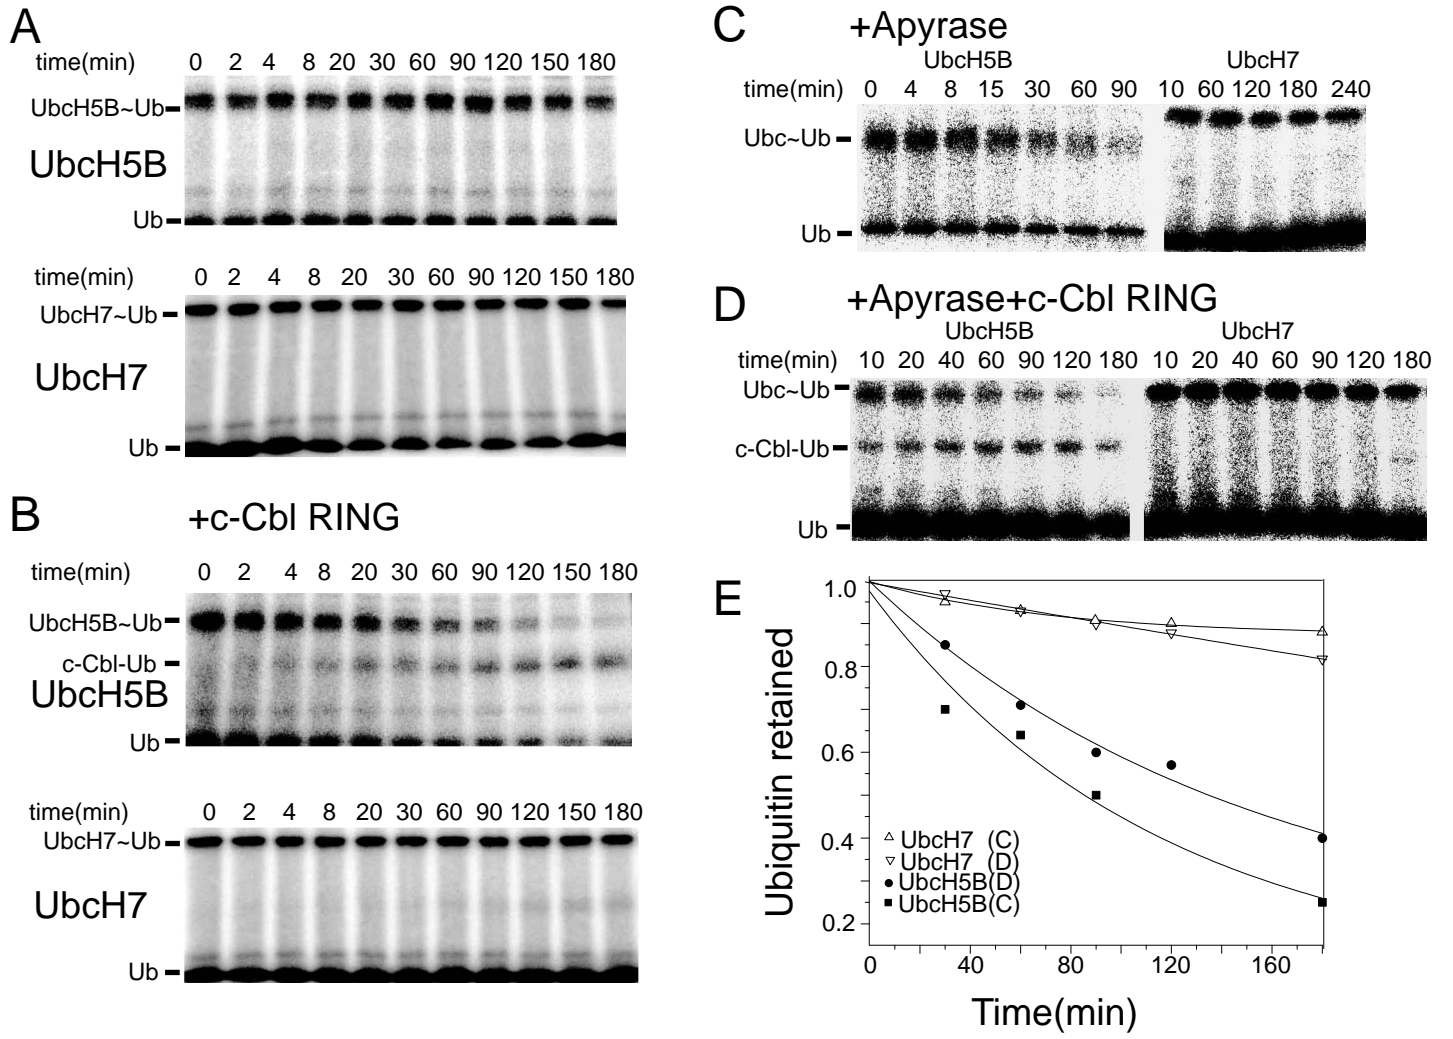 A
time(min) 0 2 4 8 20 30 60 90 120 150 180
UbcH5B~Ub
UbcH5B
Ub
time(min) 0 2 4 8 20 30 60 90 120 150 180
UbcH7~Ub
UbcH7
Ub
B
+c-Cbl RING
time(min) 0 2 4 8 20 30 60 90 120 150 180
UbcH5B~Ub
c-Cbl-Ub
UbcH5B
Ub
time(min) 0 2 4 8 20 30 60 90 120 150 180
UbcH7~Ub
UbcH7
Ub
C
+Apyrase
UbcH5B UbcH7
time(min) 0 4 8 15 30 60 90 10 60 120 180 240
Ubc~Ub
Ub
D
+Apyrase+c-Cbl RING
UbcH5B UbcH7
time(min) 10 20 40 60 90 120 180 10 20 40 60 90 120 180
Ubc~Ub
c-Cbl-Ub
Ub
E
1.0
0.8
0.6
0.4
0.2
Ubiquitin retained
UbcH7 (C)
UbcH7 (D)
UbcH5B(D)
UbcH5B(C)
0 40 80 120 160
Time(min)